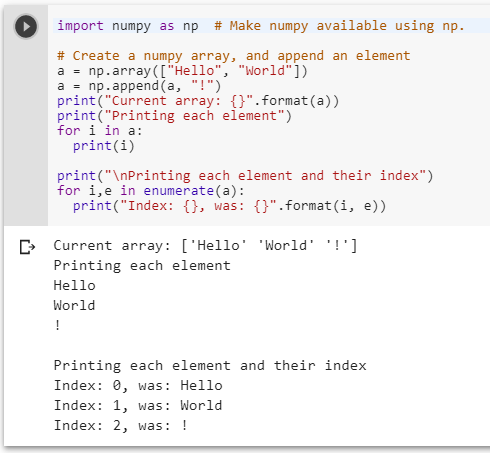 import numpy as np  # Make numpy available using np.

# Create a numpy array, and append an element
a = np.array(["Hello", "World"])
a = np.append(a, "!")
print("Current array: {}".format(a))
print("Printing each element")
for i in a:
  print(i)

print("\nPrinting each element and their index")
for i,e in enumerate(a):
  print("Index: {}, was: {}".format(i, e))

Current array: ['Hello' 'World' '!']
Printing each element
Hello
World
!

Printing each element and their index
Index: 0, was: Hello
Index: 1, was: World
Index: 2, was: !